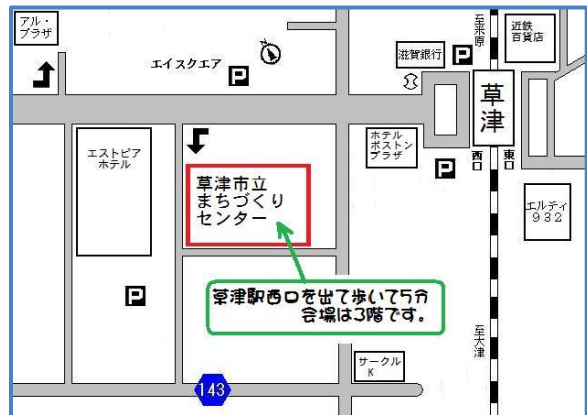 アル・
プラザ
エイスクエア
P
滋賀銀行
P
至米原
近鉄
百貨店
草津
西口
東口
エストピア
ホテル
ホテル
ボストン
プラザ
P
草津市立
まちづくり
センター
エルティ
932
草津駅西口を出て歩いて5分
会場は3階です。
P
至大津
サークル
K
143